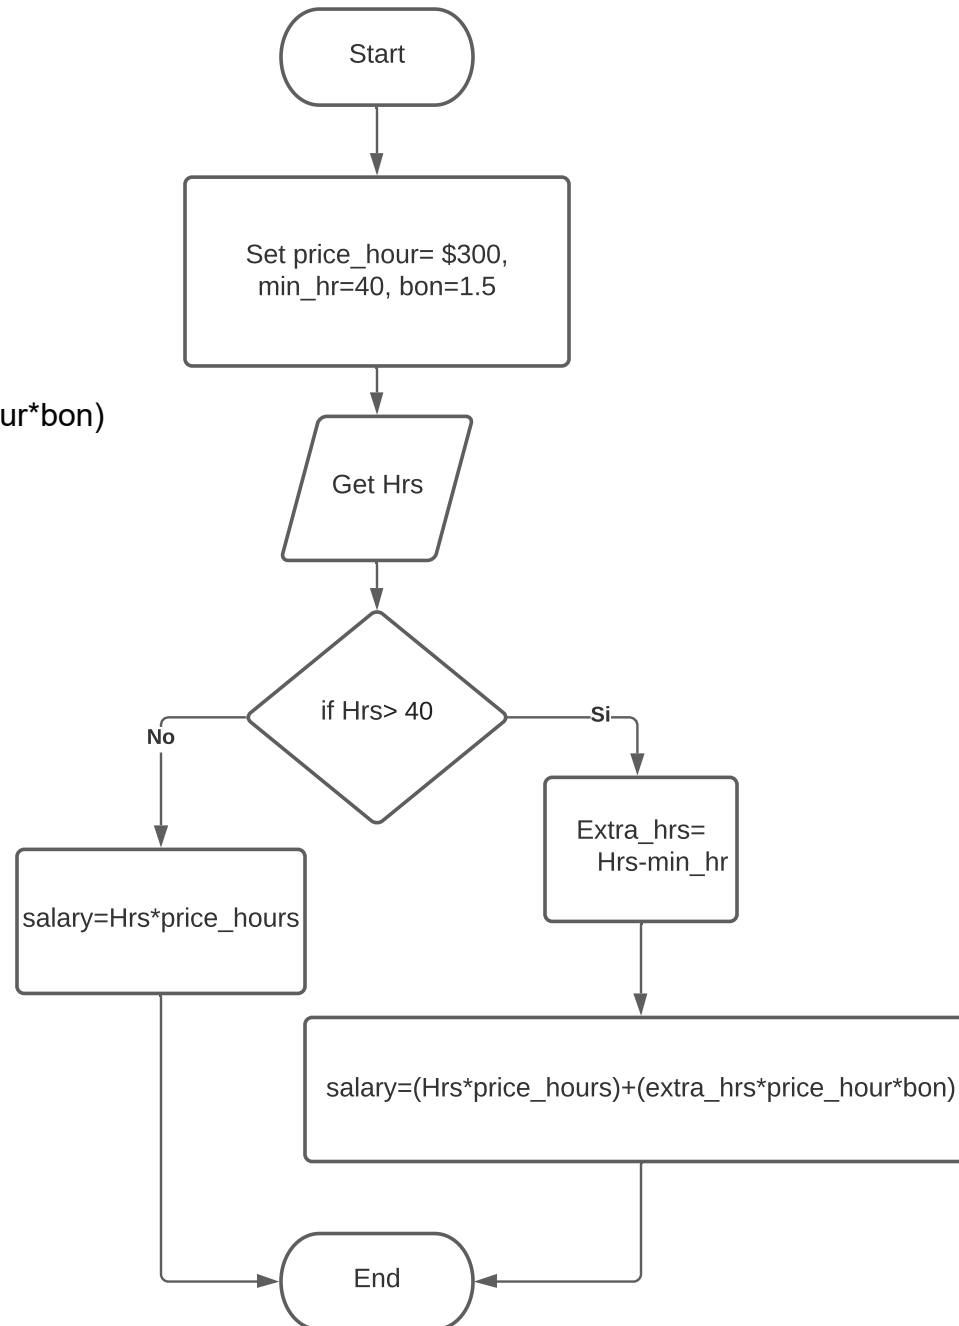 Start
Set price_hour= $300,
min_hr=40, bon=1.5
ur*bon)
Get Hrs
if Hrs> 40
No
Si
Extra_hrs=
Hrs-min_hr
salary=Hrs*price_hours
salary=(Hrs*price_hours)+(extra_hrs*price_hour*bon)
End